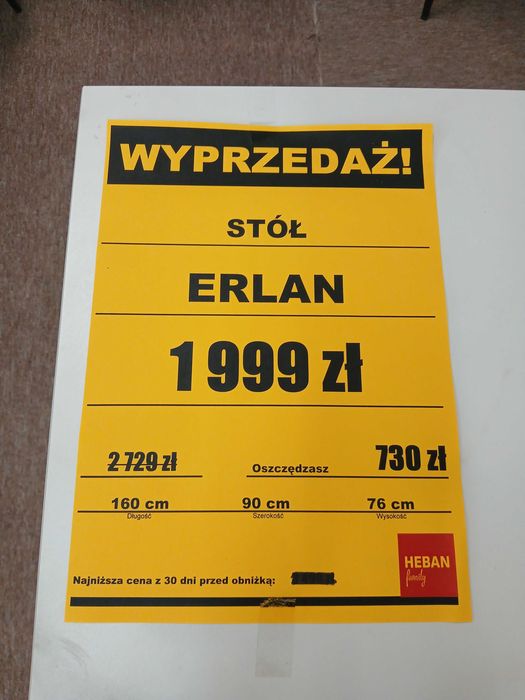 WYPRZEDAŻ!
STÓŁ
ERLAN
1 999 zł
2 729 zł Oszczędzasz 730 zł
160 cm 90 cm 76 cm
Długość Szerokość Wysokość
HEBAN
family
Najniższa cena z 30 dni przed obniżką: